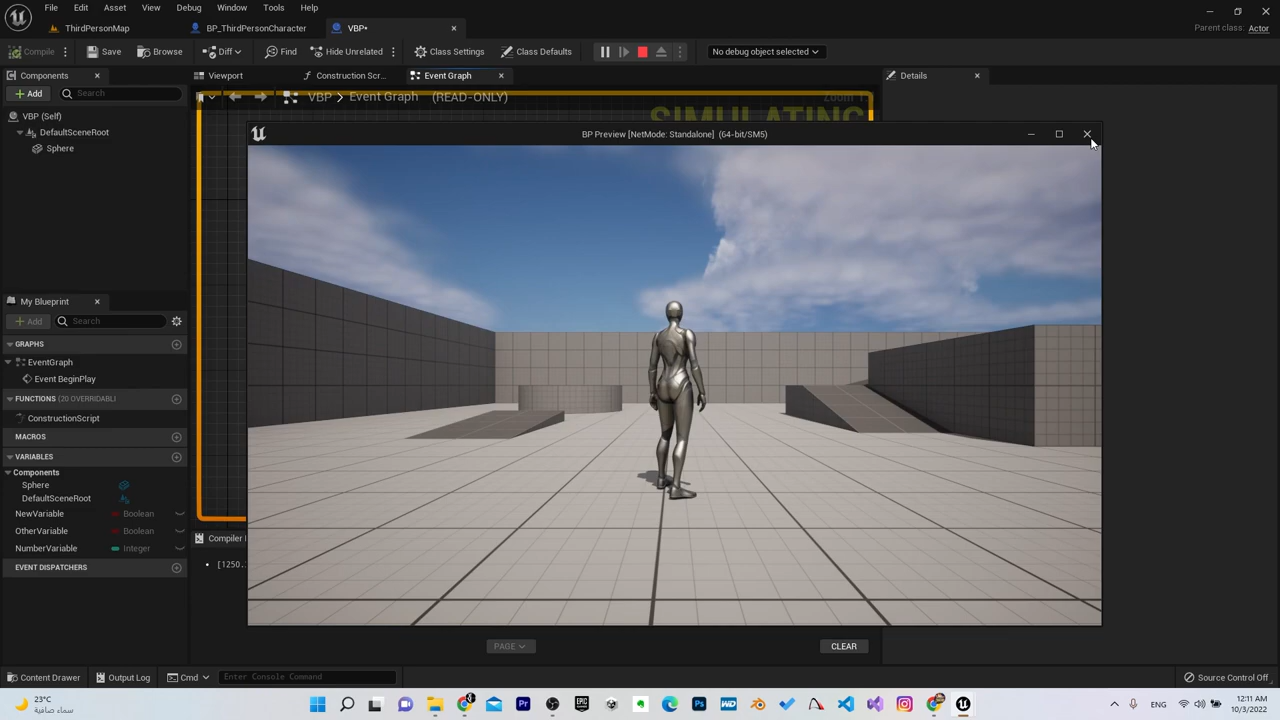 File Edit Asset View Debug Window Tools Help
ThirdPersonMap BP_ThirdPersonCharacter VBP•
Parent class: Actor
Compile Save Browse Diff Find Hide Unrelated Class Settings Class Defaults No debug object selected
Components Viewport Construction Scr... Event Graph Details
Add Search
VBP > Event Graph (READ-ONLY)
SIMULATING
VBP (Self)
DefaultSceneRoot
Sphere
BP Preview [NetMode: Standalone] (64-bit/SM5)
My Blueprint
Add Search
GRAPHS
EventGraph
Event BeginPlay
FUNCTIONS (20 OVERRIDABLI
ConstructionScript
MACROS
VARIABLES
Components
Sphere
DefaultSceneRoot
NewVariable Boolean
OtherVariable Boolean
NumberVariable Integer
EVENT DISPATCHERS
Compiler
[1250.
PAGE CLEAR
Content Drawer Output Log Cmd Enter Console Command Source Control Off
23°C
سماء صافية
12:11 AM
10/3/2022